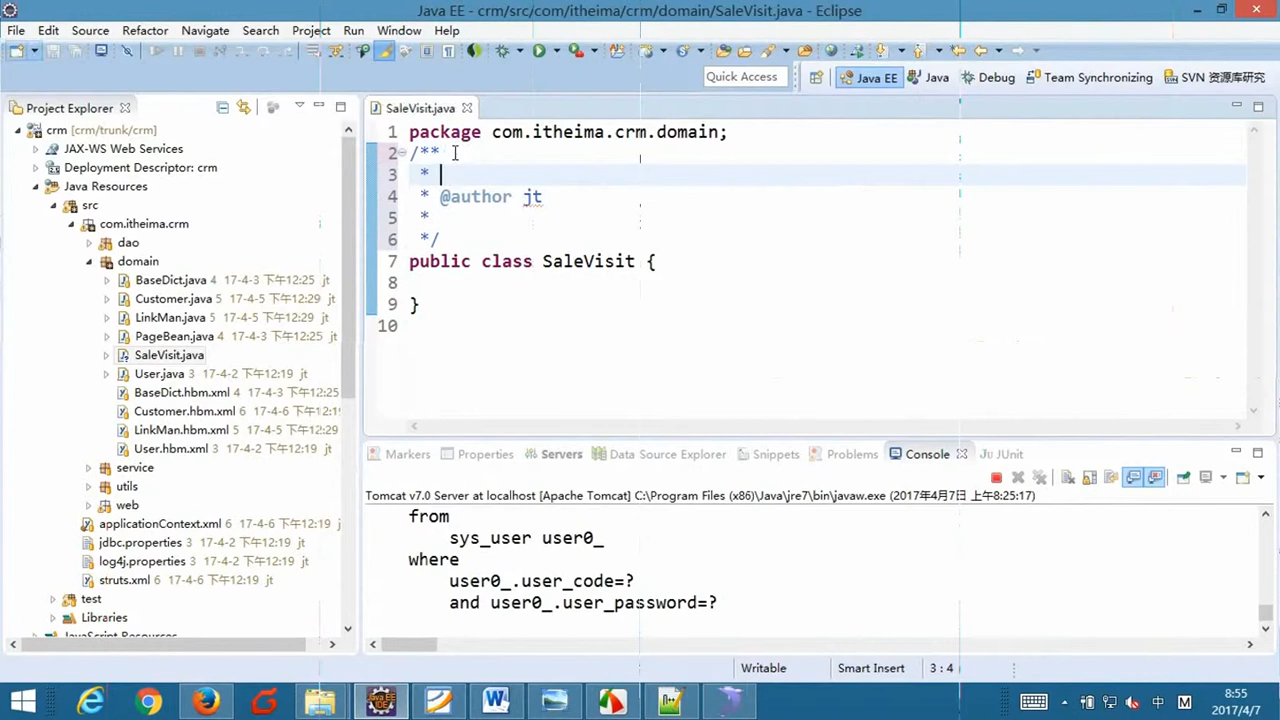 Java EE - crm/src/com/itheima/crm/domain/SaleVisit.java - Eclipse
File Edit Source Refactor Navigate Search Project Run Window Help
Quick Access
Java EE
Java
Debug
Team Synchronizing
SVN 资源库研究
Project Explorer
crm [crm/trunk/crm]
JAX-WS Web Services
Deployment Descriptor: crm
Java Resources
src
com.itheima.crm
dao
domain
BaseDict.java 4 17-4-3 下午12:25 jt
Customer.java 5 17-4-5 下午12:29 jt
LinkMan.java 5 17-4-5 下午12:29 jt
PageBean.java 4 17-4-3 下午12:25 jt
SaleVisit.java
User.java 3 17-4-2 下午12:19 jt
BaseDict.hbm.xml 4 17-4-3 下午12:25
Customer.hbm.xml 6 17-4-6 下午12:19
LinkMan.hbm.xml 6 17-4-6 下午12:19
User.hbm.xml 3 17-4-2 下午12:19 jt
service
utils
web
applicationContext.xml 6 17-4-6 下午12:19 jt
jdbc.properties 3 17-4-2 下午12:19 jt
log4j.properties 3 17-4-2 下午12:19 jt
struts.xml 6 17-4-6 下午12:19 jt
test
Libraries
JavaScript Resources
SaleVisit.java
1 package com.itheima.crm.domain;
2 /**
3 *
4 * @author jt
5 *
6 */
7 public class SaleVisit {
8
9 }
10
Markers
Properties
Servers
Data Source Explorer
Snippets
Problems
Console
JUnit
Tomcat v7.0 Server at localhost [Apache Tomcat] C:\Program Files (x86)\Java\jre7\bin\javaw.exe (2017年4月7日 上午8:25:17)
from
sys_user user0_
where
user0_.user_code=?
and user0_.user_password=?
Writable
Smart Insert
3 : 4
中
M
8:55
2017/4/7